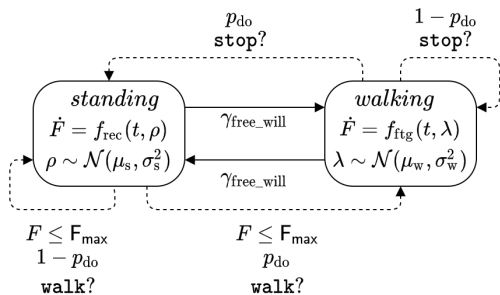 p_do
stop?
1 − p_do
stop?
standing
Ḟ = f_rec(t, ρ)
ρ ∼ 𝒩(μ_s, σ_s²)
γ_free_will
γ_free_will
walking
Ḟ = f_ftg(t, λ)
λ ∼ 𝒩(μ_w, σ_w²)
F ≤ F_max
1 − p_do
walk?
F ≤ F_max
p_do
walk?